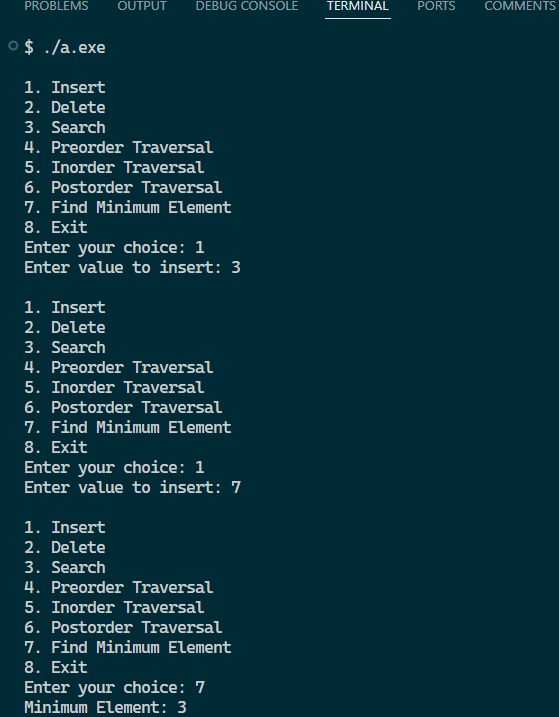 PROBLEMS OUTPUT DEBUG CONSOLE TERMINAL PORTS COMMENTS
$ ./a.exe
1. Insert
2. Delete
3. Search
4. Preorder Traversal
5. Inorder Traversal
6. Postorder Traversal
7. Find Minimum Element
8. Exit
Enter your choice: 1
Enter value to insert: 3
1. Insert
2. Delete
3. Search
4. Preorder Traversal
5. Inorder Traversal
6. Postorder Traversal
7. Find Minimum Element
8. Exit
Enter your choice: 1
Enter value to insert: 7
1. Insert
2. Delete
3. Search
4. Preorder Traversal
5. Inorder Traversal
6. Postorder Traversal
7. Find Minimum Element
8. Exit
Enter your choice: 7
Minimum Element: 3